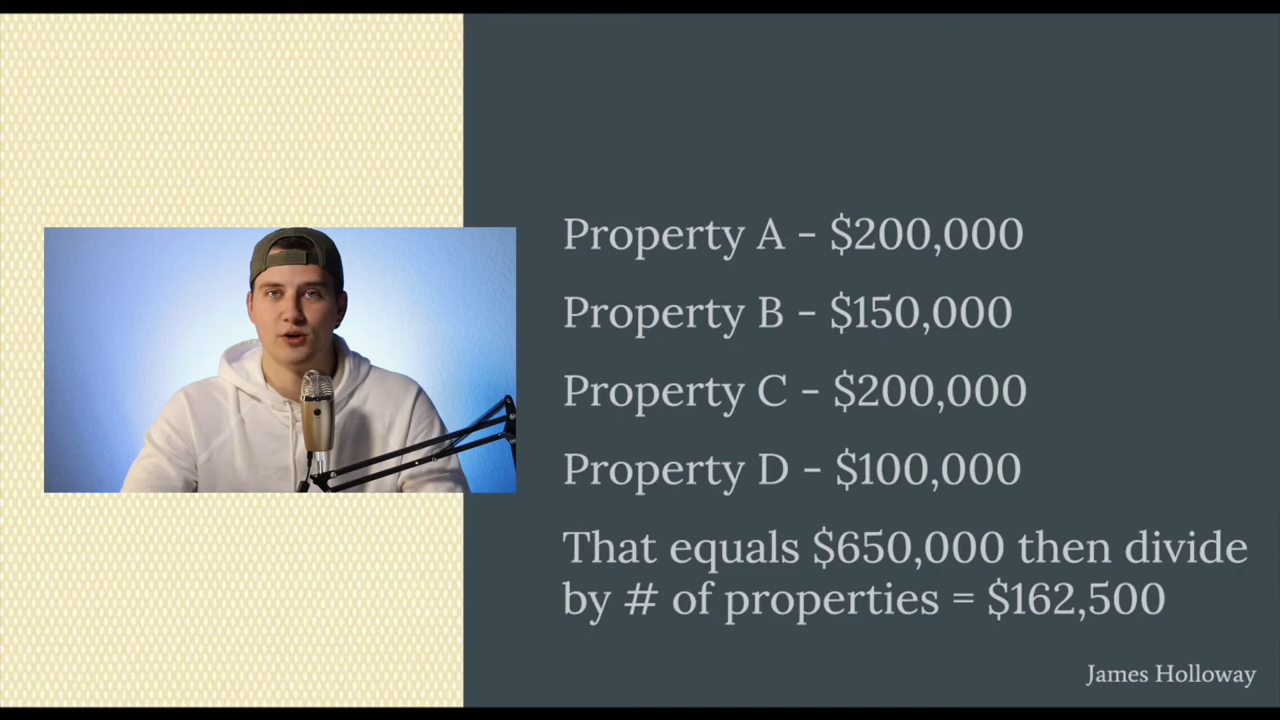 Property A - $200,000
Property B - $150,000
Property C - $200,000
Property D - $100,000
That equals $650,000 then divide
by # of properties = $162,500
James Holloway